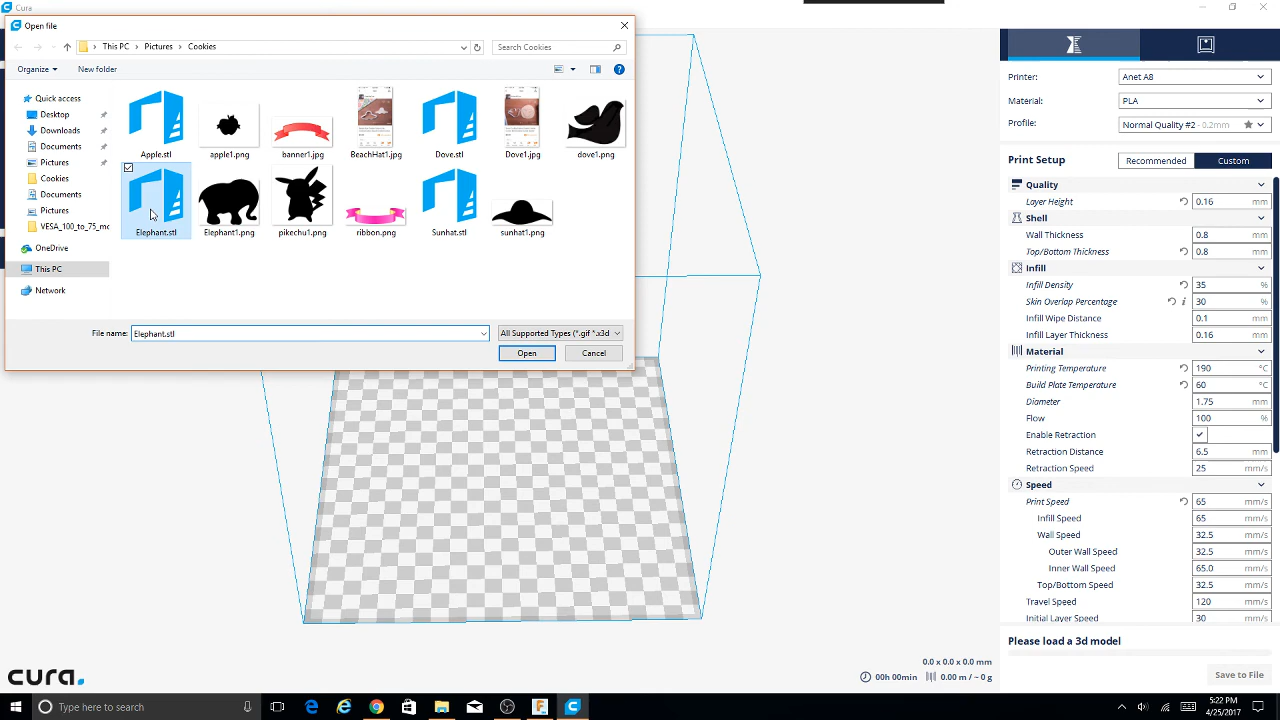 Cura
Open file
This PC
Pictures
Cookies
Search Cookies
Organize
New folder
Quick access
Desktop
Downloads
Documents
Pictures
Cookies
Documents
Pictures
VESA_100_to_75_mc
OneDrive
This PC
Network
Apple.stl
apple1.png
banner1.jpg
BeachHat1.jpg
Dove.stl
Dove1.jpg
dove1.png
Elephant.stl
Elephant1.png
pikechu1.png
ribbon.png
Sunhat.stl
sunhat1.png
File name:
Elephant.stl
All Supported Types (*.gif *.x3d
Open
Cancel
Printer:
Anet A8
Material:
PLA
Profile:
Normal Quality #2 - 0.2mm
Print Setup
Recommended
Custom
Quality
Layer Height 0.16 mm
Shell
Wall Thickness 0.8 mm
Top/Bottom Thickness 0.8 mm
Infill
Infill Density 35 %
Skin Overlap Percentage i 30 %
Infill Wipe Distance 0.1 mm
Infill Layer Thickness 0.16 mm
Material
Printing Temperature 190 °C
Build Plate Temperature 60 °C
Diameter 1.75 mm
Flow 100 %
Enable Retraction
Retraction Distance 6.5 mm
Retraction Speed 25 mm/s
Speed
Print Speed 65 mm/s
Infill Speed 65 mm/s
Wall Speed 32.5 mm/s
Outer Wall Speed 32.5 mm/s
Inner Wall Speed 65.0 mm/s
Top/Bottom Speed 32.5 mm/s
Travel Speed 120 mm/s
Initial Layer Speed 30 mm/s
Please load a 3d model
Save to File
0.0 x 0.0 x 0.0 mm
00h 00min
0.00 m / ~ 0 g
cura.
Type here to search
5:22 PM
4/25/2017